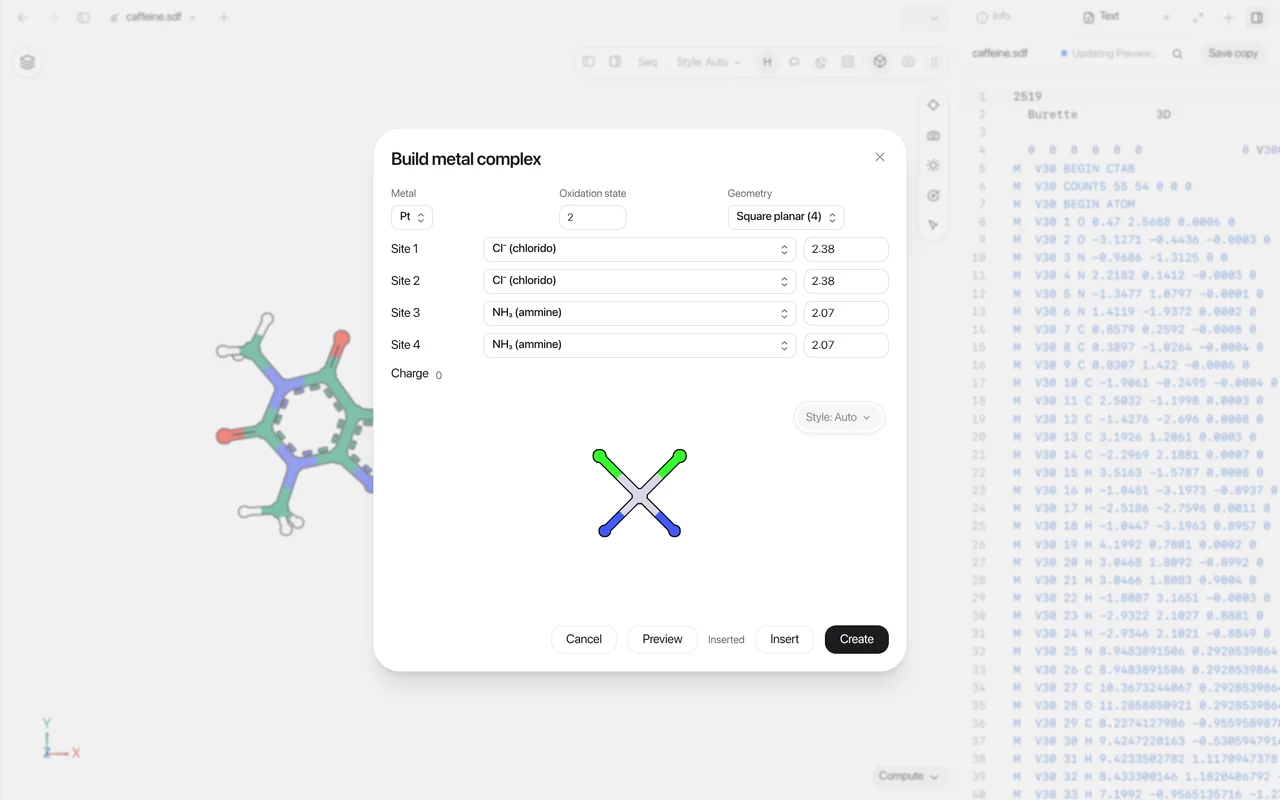 caffeine.sdf
Info
Text
Seq
Style: Auto
H
caffeine.sdf
Updating Preview...
Save copy
Build metal complex
Metal
Oxidation state
Geometry
Pt
2
Square planar (4)
Site 1
Cl⁻ (chlorido)
2.38
Site 2
Cl⁻ (chlorido)
2.38
Site 3
NH₃ (ammine)
2.07
Site 4
NH₃ (ammine)
2.07
Charge 0
Style: Auto
Cancel
Preview
Inserted
Insert
Create
Y
Z
X
Compute
1 2519
2 Burette 3D
3
4 0 0 0 0 0 0 0 V30
5 M V30 BEGIN CTAB
6 M V30 COUNTS 55 54 0 0 0
7 M V30 BEGIN ATOM
8 M V30 1 O 0.47 2.5688 0.0006 0
9 M V30 2 O -3.1271 -0.4436 -0.0003 0
10 M V30 3 N -0.9686 -1.3125 0 0
11 M V30 4 N 2.2182 0.1412 -0.0003 0
12 M V30 5 N -1.3477 1.0797 -0.0001 0
13 M V30 6 N 1.4119 -1.9372 0.0002 0
14 M V30 7 C 0.8579 0.2592 -0.0008 0
15 M V30 8 C 0.3897 -1.0264 -0.0004 0
16 M V30 9 C 0.0307 1.422 -0.0006 0
17 M V30 10 C -1.9061 -0.2495 -0.0004 0
18 M V30 11 C 2.5032 -1.1998 0.0003 0
19 M V30 12 C -1.4276 -2.696 0.0008 0
20 M V30 13 C 3.1926 1.2061 0.0003 0
21 M V30 14 C -2.2969 2.1881 0.0007 0
22 M V30 15 H 3.5163 -1.5787 0.0008 0
23 M V30 16 H -1.0451 -3.1973 -0.8937 0
24 M V30 17 H -2.5186 -2.7596 0.0011 0
25 M V30 18 H -1.0447 -3.1963 0.8957 0
26 M V30 19 H 4.1992 0.7801 0.0002 0
27 M V30 20 H 3.0468 1.8092 -0.8992 0
28 M V30 21 H 3.0466 1.8083 0.9004 0
29 M V30 22 H -1.8087 3.1651 -0.0003 0
30 M V30 23 H -2.9322 2.1027 0.8881 0
31 M V30 24 H -2.9346 2.1021 -0.8849 0
32 M V30 25 N 8.9483891506 0.2928539864
33 M V30 26 C 8.9483891506 0.2928539864
34 M V30 27 C 10.3673244067 0.292853986
35 M V30 28 O 11.2858850921 0.292853986
36 M V30 29 C 8.2274127986 -0.955958987
37 M V30 30 H 9.4247220163 -0.530594791
38 M V30 31 H 9.4233502782 1.1170947378
39 M V30 32 H 8.433300146 1.1820406792
40 M V30 33 H 7.1992 -0.9565135716 -1.2